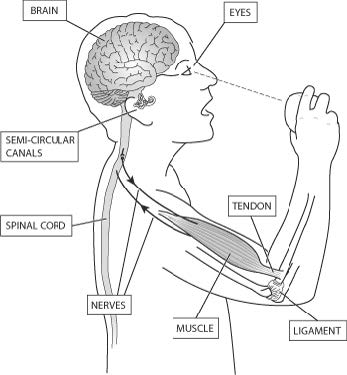 BRAIN
EYES
SEMI-CIRCULAR
CANALS
TENDON
SPINAL CORD
NERVES
MUSCLE
LIGAMENT